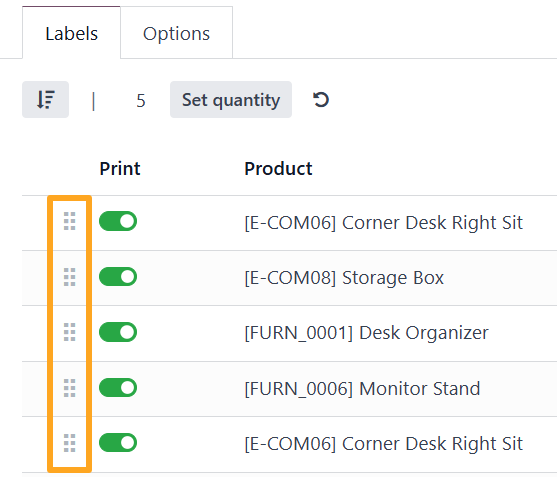 Labels Options
| 5 Set quantity
Print Product
[E-COM06] Corner Desk Right Sit
[E-COM08] Storage Box
[FURN_0001] Desk Organizer
[FURN_0006] Monitor Stand
[E-COM06] Corner Desk Right Sit